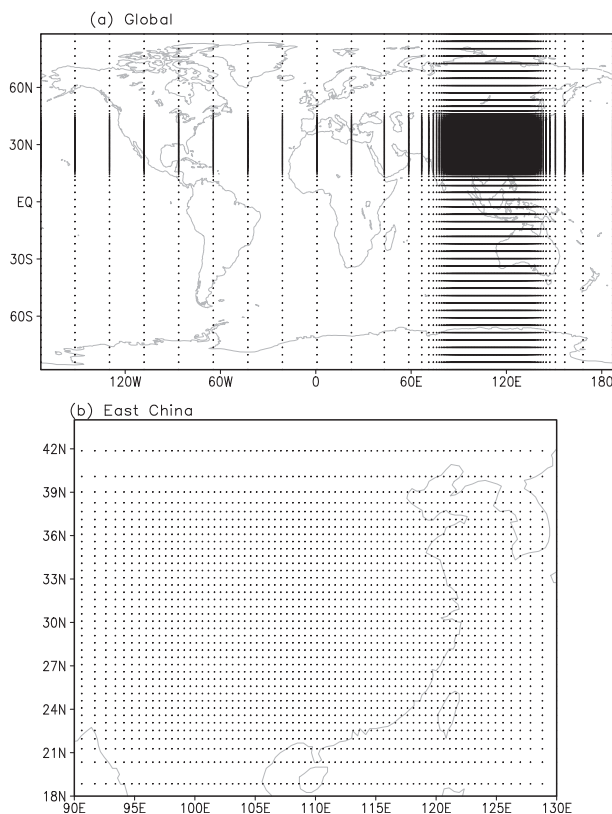 (a) Global
60N
30N
EQ
30S
60S
120W 60W 0 60E 120E 180
(b) East China
42N
39N
36N
33N
30N
27N
24N
21N
18N
90E 95E 100E 105E 110E 115E 120E 125E 130E